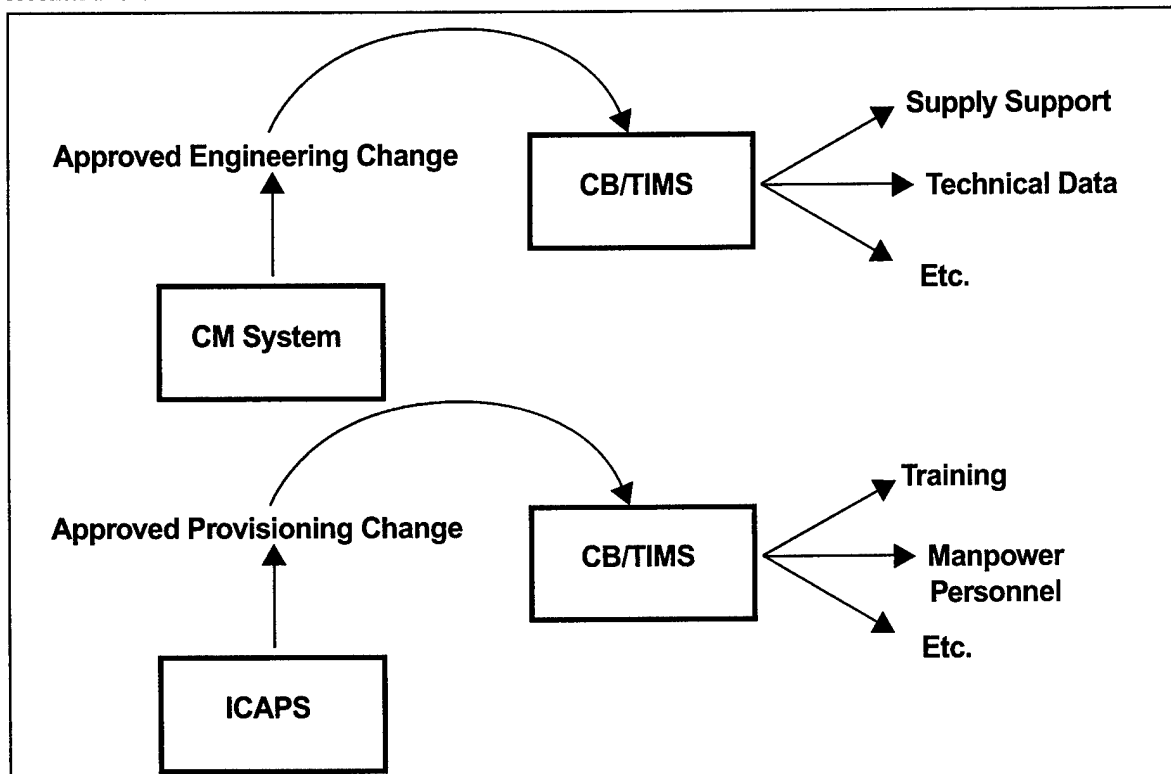 Supply Support
Approved Engineering Change
CB/TIMS
Technical Data
Etc.
CM System
Training
Approved Provisioning Change
CB/TIMS
Manpower
Personnel
Etc.
ICAPS